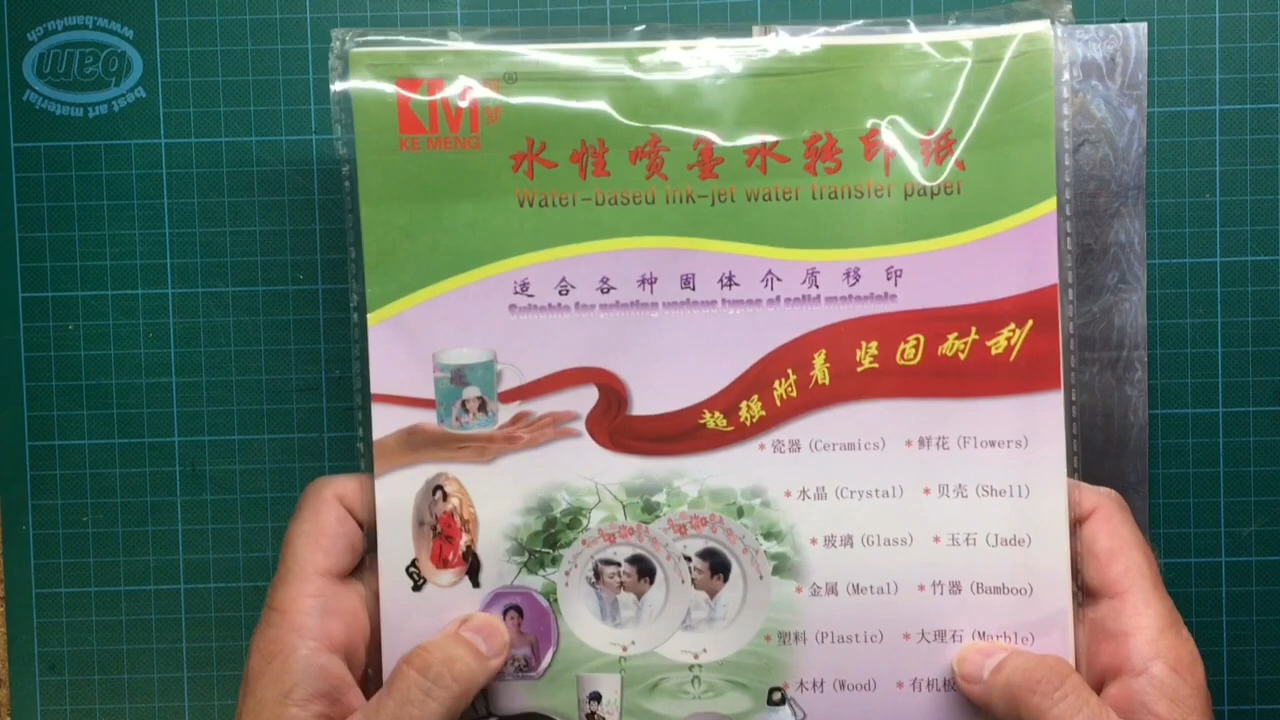 bam
best art material
www.bam4u.ch
KM
KE MENG
®
水性喷墨水转印纸
Water-based ink-jet water transfer paper
适合各种固体介质移印
Suitable for printing various types of solid materials
超强附着 坚固耐刮
*瓷器(Ceramics) *鲜花(Flowers)
*水晶(Crystal) *贝壳(Shell)
*玻璃(Glass) *玉石(Jade)
*金属(Metal) *竹器(Bamboo)
*塑料(Plastic) *大理石(Marble)
*木材(Wood) *有机板